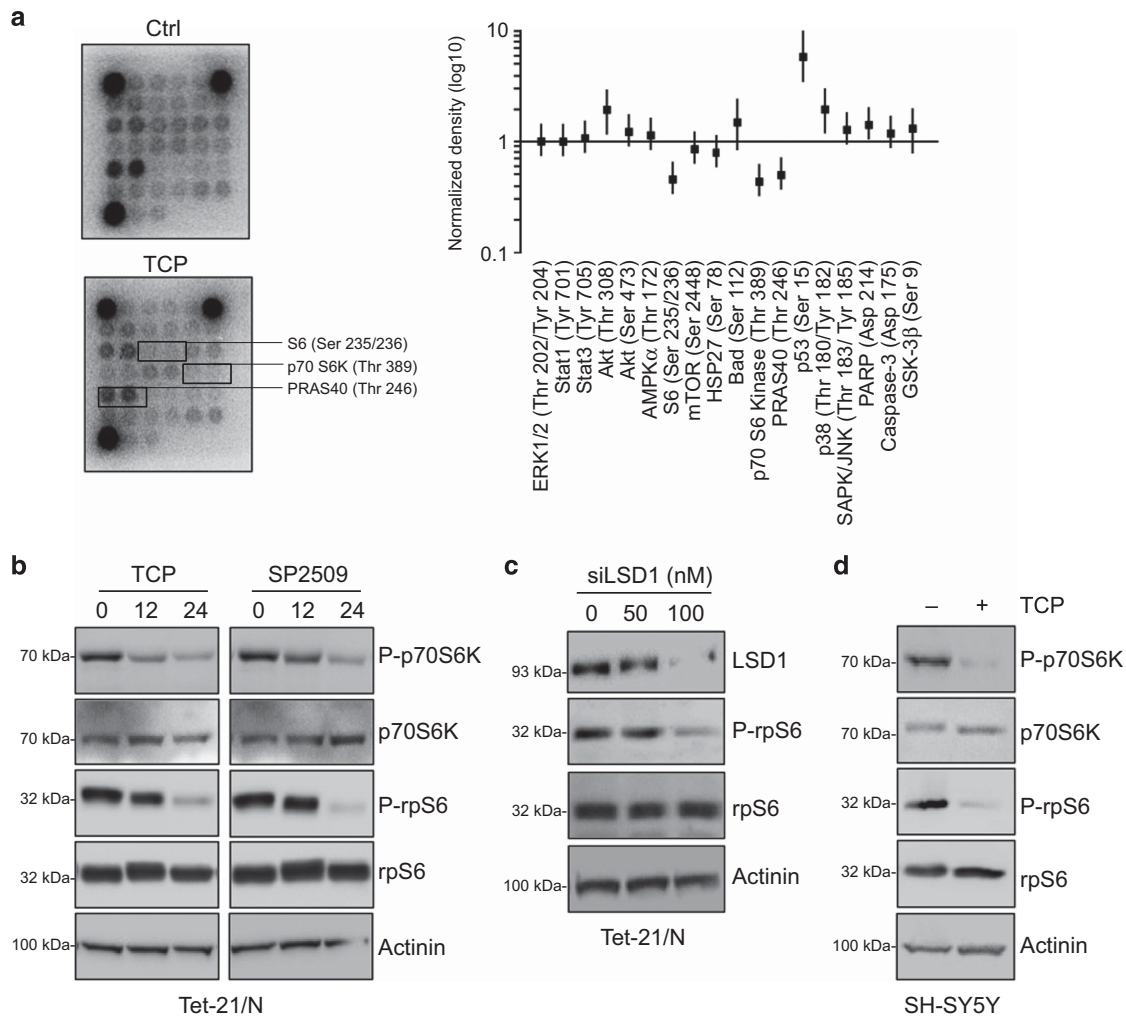 a
Ctrl
TCP
S6 (Ser 235/236)
p70 S6K (Thr 389)
PRAS40 (Thr 246)
Normalized density (log10)
10
1
0.1
ERK1/2 (Thr 202/Tyr 204)
Stat1 (Tyr 701)
Stat3 (Tyr 705)
Akt (Thr 308)
Akt (Ser 473)
AMPKα (Thr 172)
S6 (Ser 235/236)
mTOR (Ser 2448)
HSP27 (Ser 78)
Bad (Ser 112)
p70 S6 Kinase (Thr 389)
PRAS40 (Thr 246)
p53 (Ser 15)
p38 (Thr 180/Tyr 182)
SAPK/JNK (Thr 183/ Tyr 185)
PARP (Asp 214)
Caspase-3 (Asp 175)
GSK-3β (Ser 9)
b
TCP SP2509
0 12 24 0 12 24
70 kDa- P-p70S6K
70 kDa- p70S6K
32 kDa- P-rpS6
32 kDa- rpS6
100 kDa- Actinin
Tet-21/N
c
siLSD1 (nM)
0 50 100
93 kDa- LSD1
32 kDa- P-rpS6
32 kDa- rpS6
100 kDa- Actinin
Tet-21/N
d
– + TCP
70 kDa- P-p70S6K
70 kDa- p70S6K
32 kDa- P-rpS6
32 kDa- rpS6
100 kDa- Actinin
SH-SY5Y